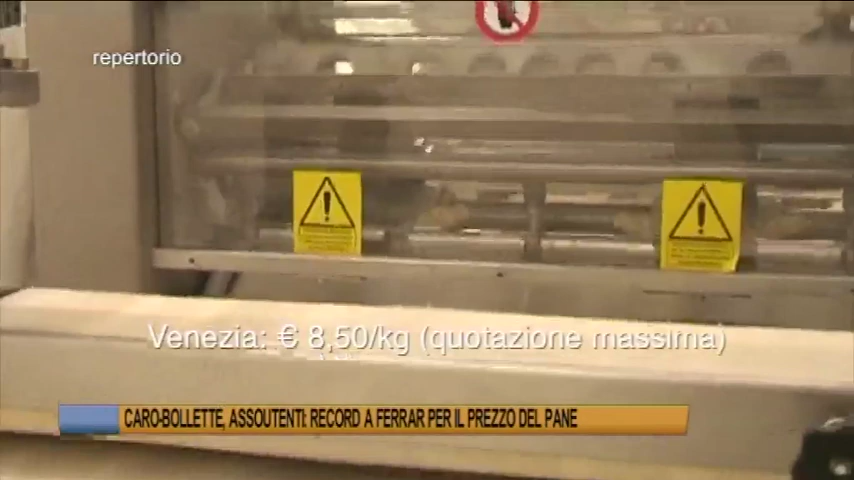 repertorio
Venezia: € 8,50/kg (quotazione massima)
CARO-BOLLETTE, ASSOUTENTI: RECORD A FERRAR PER IL PREZZO DEL PANE